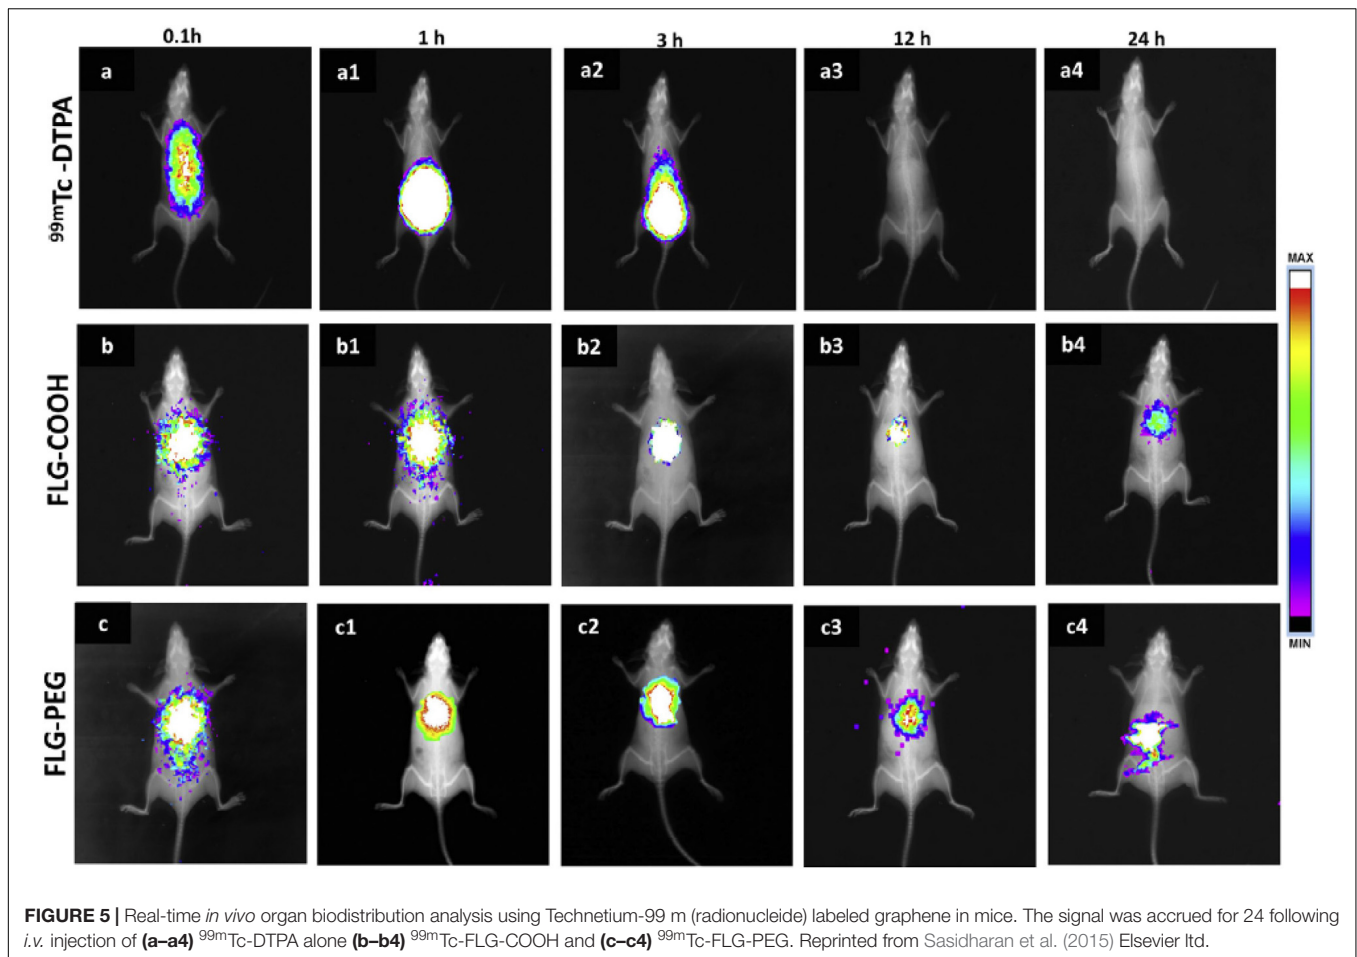 0.1h 1 h 3 h 12 h 24 h
99mTc -DTPA
a a1 a2 a3 a4
MAX
FLG-COOH
b b1 b2 b3 b4
FLG-PEG
c c1 c2 c3 c4
MIN
FIGURE 5 | Real-time in vivo organ biodistribution analysis using Technetium-99 m (radionucleide) labeled graphene in mice. The signal was accrued for 24 following
i.v. injection of (a–a4) 99mTc-DTPA alone (b–b4) 99mTc-FLG-COOH and (c–c4) 99mTc-FLG-PEG. Reprinted from Sasidharan et al. (2015) Elsevier ltd.